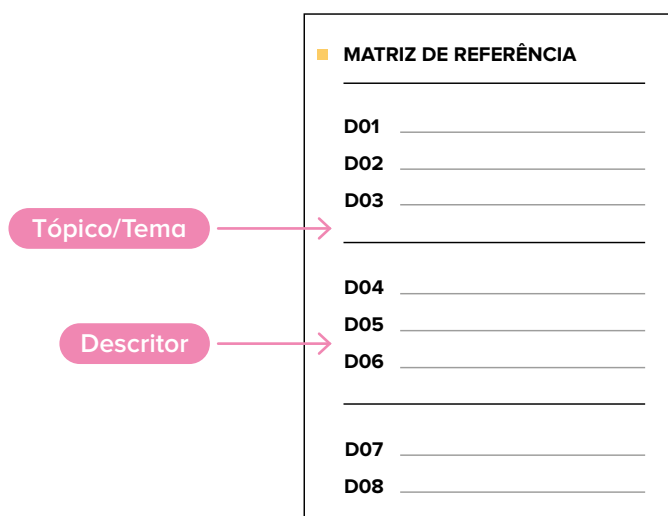 MATRIZ DE REFERÊNCIA
D01
D02
D03
Tópico/Tema
D04
D05
Descritor
D06
D07
D08